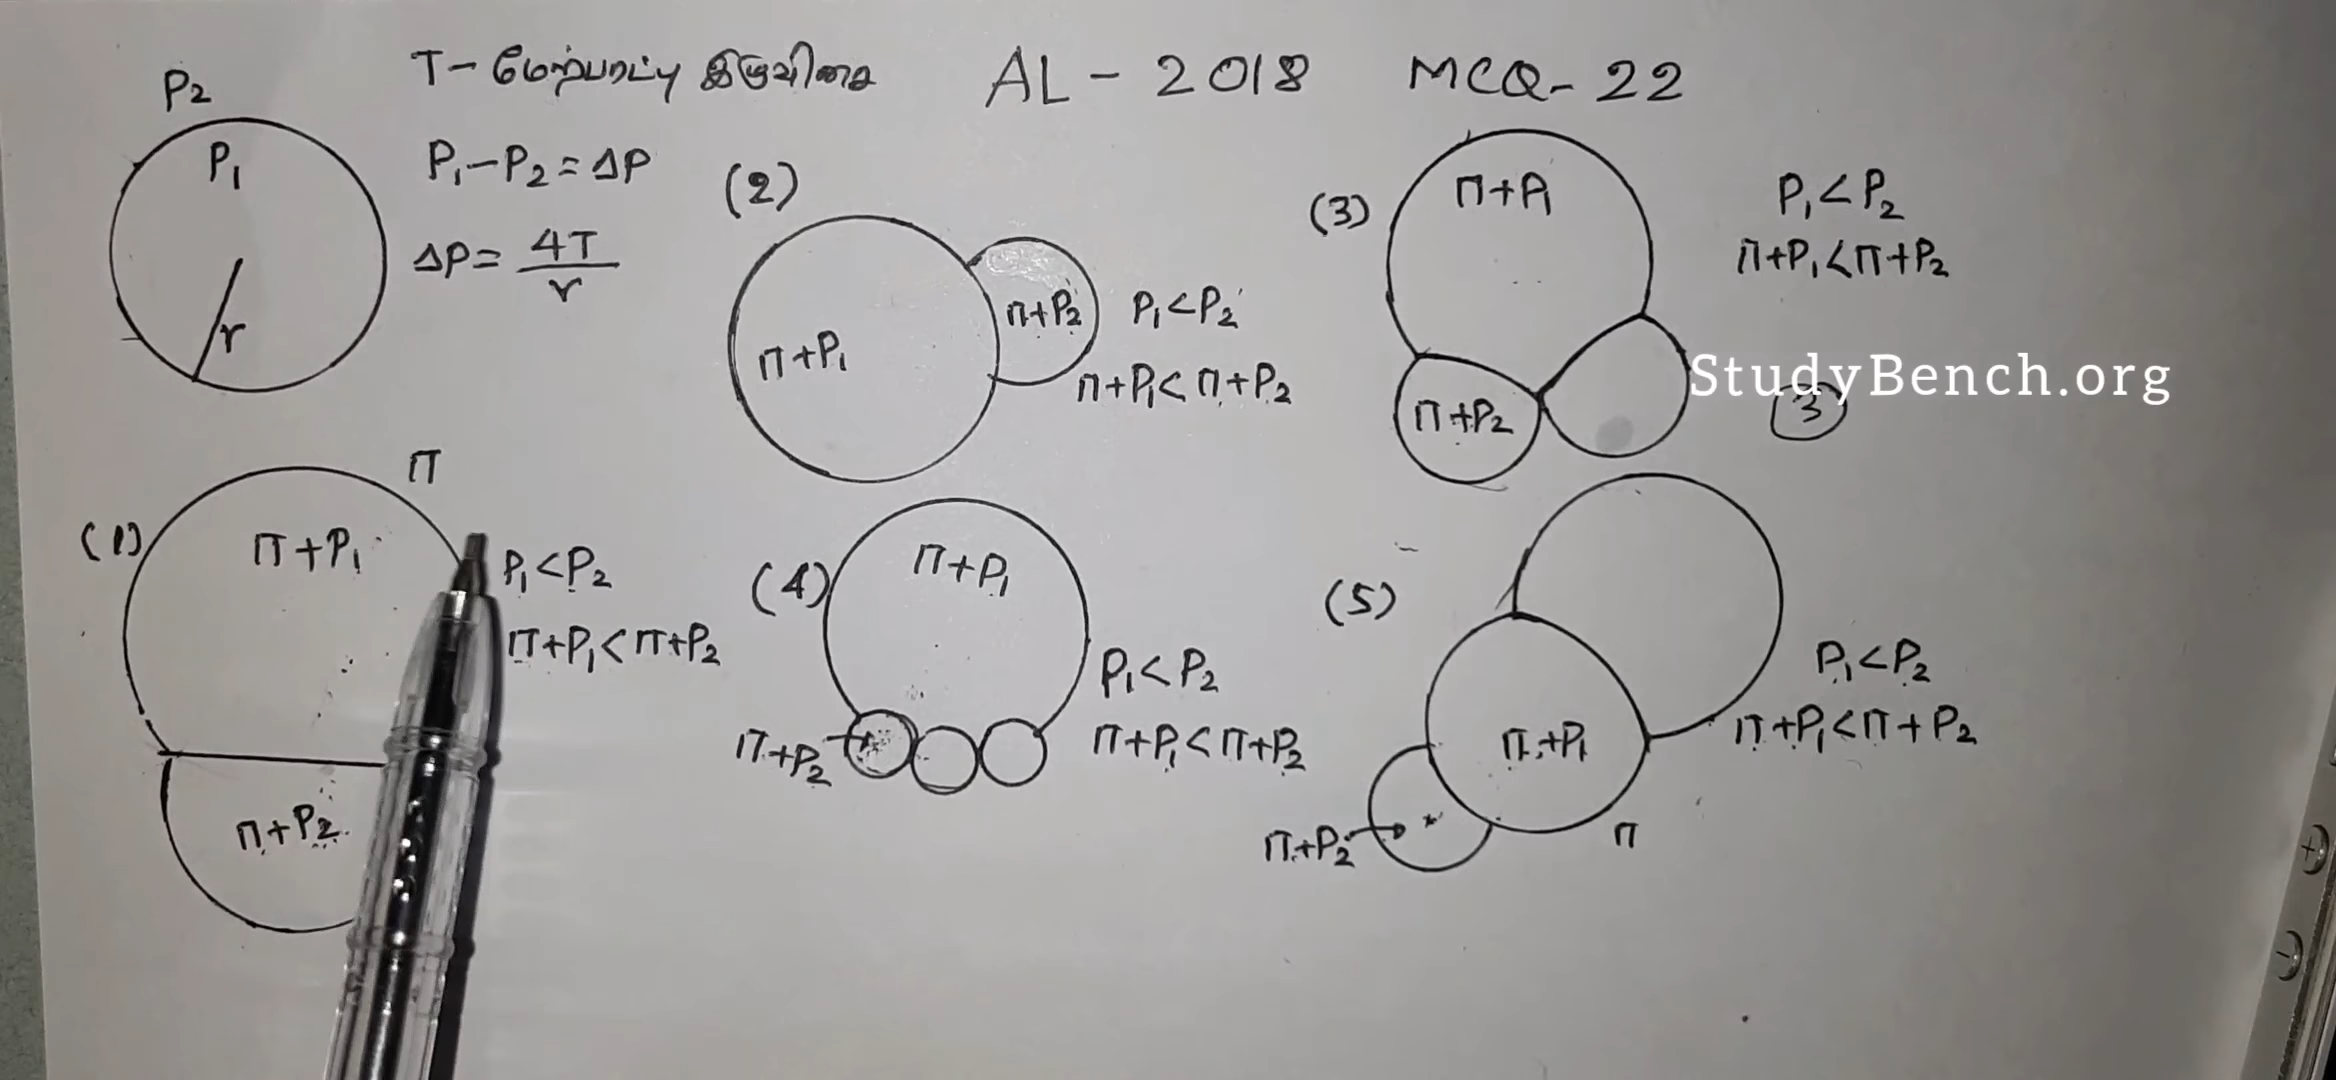 T - மேற்பரப்பு இழுவிசை AL - 2018 MCQ - 22
P2
P1
r
P1 - P2 = ΔP
ΔP = 4T / r
(2)
Π + P1
Π + P2
P1 < P2
Π + P1 < Π + P2
(3)
Π + P1
Π + P2
P1 < P2
Π + P1 < Π + P2
StudyBench.org
3
(1)
Π
Π + P1
Π + P2
P1 < P2
Π + P1 < Π + P2
(4)
Π + P1
Π + P2
P1 < P2
Π + P1 < Π + P2
(5)
Π + P1
Π + P2
Π
P1 < P2
Π + P1 < Π + P2